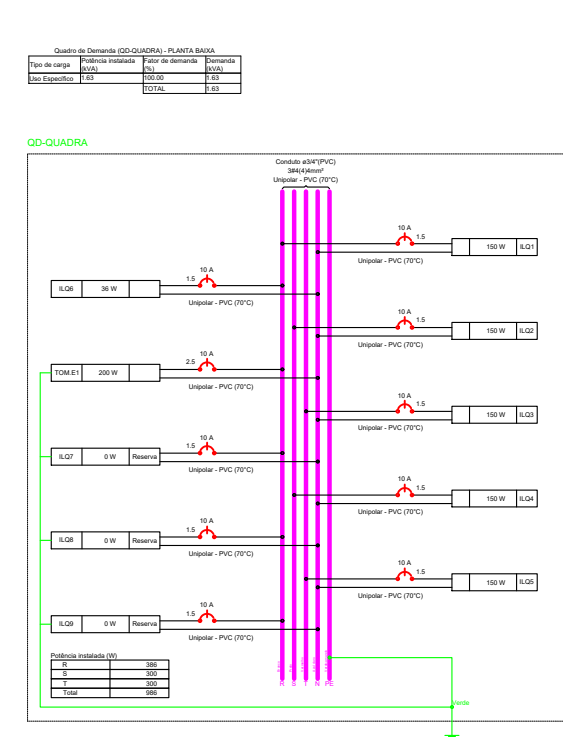 Quadro de Demanda (QD-QUADRA) - PLANTA BAIXA
Tipo de carga Potência instalada (kVA) Fator de demanda (%) Demanda (kVA)
Uso Específico 1.63 100.00 1.63
TOTAL 1.63
QD-QUADRA
Conduto ø3/4"(PVC)
3#4(4)4mm²
Unipolar - PVC (70°C)
10 A
1.5
150 W ILQ1
Unipolar - PVC (70°C)
10 A
1.5
ILQ6 36 W
Unipolar - PVC (70°C)
10 A
1.5
150 W ILQ2
Unipolar - PVC (70°C)
10 A
2.5
TOM.E1 200 W
Unipolar - PVC (70°C)
10 A
1.5
150 W ILQ3
Unipolar - PVC (70°C)
10 A
1.5
ILQ7 0 W Reserva
Unipolar - PVC (70°C)
10 A
1.5
150 W ILQ4
Unipolar - PVC (70°C)
10 A
1.5
ILQ8 0 W Reserva
Unipolar - PVC (70°C)
10 A
1.5
150 W ILQ5
Unipolar - PVC (70°C)
10 A
1.5
ILQ9 0 W Reserva
Unipolar - PVC (70°C)
Potência instalada (W)
R 386
S 300
T 300
Total 986
R S T N PE
Verde